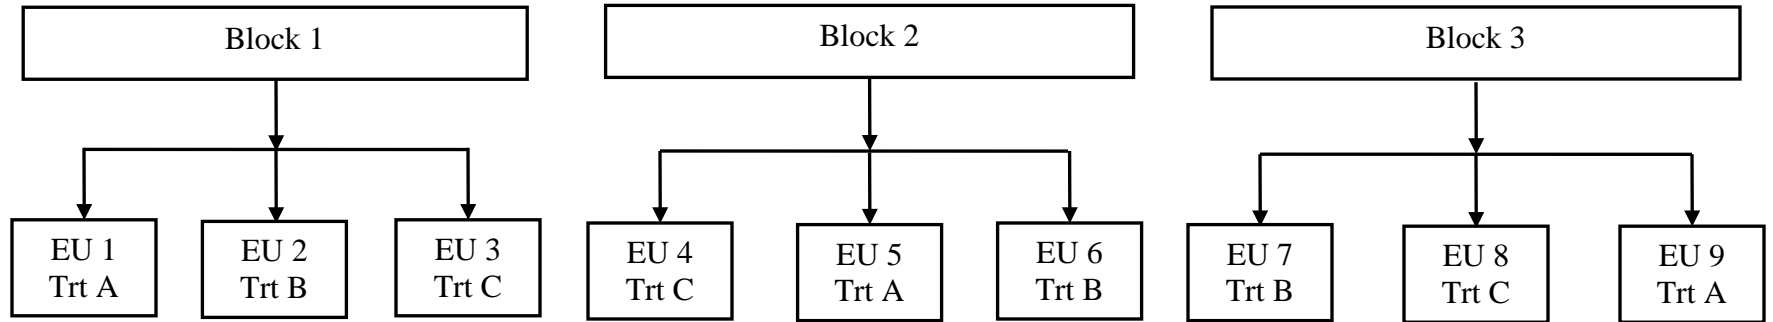 Block 1
Block 2
Block 3
EU 1
Trt A
EU 2
Trt B
EU 3
Trt C
EU 4
Trt C
EU 5
Trt A
EU 6
Trt B
EU 7
Trt B
EU 8
Trt C
EU 9
Trt A